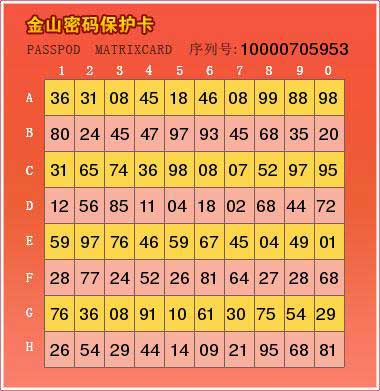 金山密码保护卡
PASSPOD MATRIXCARD 序列号:10000705953
1 2 3 4 5 6 7 8 9 0
A 36 31 08 45 18 46 08 99 88 98
B 80 24 45 47 97 93 45 68 35 20
C 31 65 74 36 98 08 07 52 97 95
D 12 56 85 11 04 18 02 68 44 72
E 59 97 76 46 59 67 45 04 49 01
F 28 77 24 52 26 81 64 27 28 68
G 76 36 08 91 10 61 30 75 54 29
H 26 54 29 44 14 09 21 95 68 81